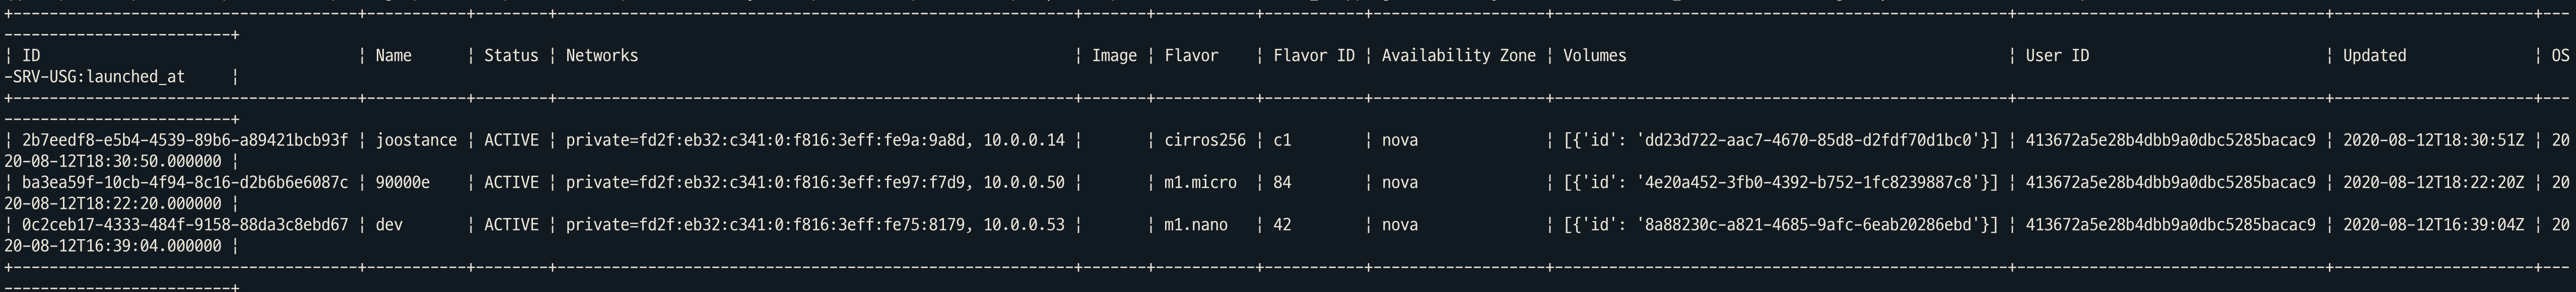 +--------------------------------------+-----------+--------+---------------------------------------------------------+-------+-----------+-----------+-------------------+--------------------------------------------------+----------------------------------+----------------------+---
-------------------------+
¦ ID ¦ Name ¦ Status ¦ Networks ¦ Image ¦ Flavor ¦ Flavor ID ¦ Availability Zone ¦ Volumes ¦ User ID ¦ Updated ¦ OS
-SRV-USG:launched_at ¦
+--------------------------------------+-----------+--------+---------------------------------------------------------+-------+-----------+-----------+-------------------+--------------------------------------------------+----------------------------------+----------------------+---
-------------------------+
¦ 2b7eedf8-e5b4-4539-89b6-a89421bcb93f ¦ joostance ¦ ACTIVE ¦ private=fd2f:eb32:c341:0:f816:3eff:fe9a:9a8d, 10.0.0.14 ¦ ¦ cirros256 ¦ c1 ¦ nova ¦ [{'id': 'dd23d722-aac7-4670-85d8-d2fdf70d1bc0'}] ¦ 413672a5e28b4dbb9a0dbc5285bacac9 ¦ 2020-08-12T18:30:51Z ¦ 20
20-08-12T18:30:50.000000 ¦
¦ ba3ea59f-10cb-4f94-8c16-d2b6b6e6087c ¦ 90000e ¦ ACTIVE ¦ private=fd2f:eb32:c341:0:f816:3eff:fe97:f7d9, 10.0.0.50 ¦ ¦ m1.micro ¦ 84 ¦ nova ¦ [{'id': '4e20a452-3fb0-4392-b752-1fc8239887c8'}] ¦ 413672a5e28b4dbb9a0dbc5285bacac9 ¦ 2020-08-12T18:22:20Z ¦ 20
20-08-12T18:22:20.000000 ¦
¦ 0c2ceb17-4333-484f-9158-88da3c8ebd67 ¦ dev ¦ ACTIVE ¦ private=fd2f:eb32:c341:0:f816:3eff:fe75:8179, 10.0.0.53 ¦ ¦ m1.nano ¦ 42 ¦ nova ¦ [{'id': '8a88230c-a821-4685-9afc-6eab20286ebd'}] ¦ 413672a5e28b4dbb9a0dbc5285bacac9 ¦ 2020-08-12T16:39:04Z ¦ 20
20-08-12T16:39:04.000000 ¦
+--------------------------------------+-----------+--------+---------------------------------------------------------+-------+-----------+-----------+-------------------+--------------------------------------------------+----------------------------------+----------------------+---
-------------------------+